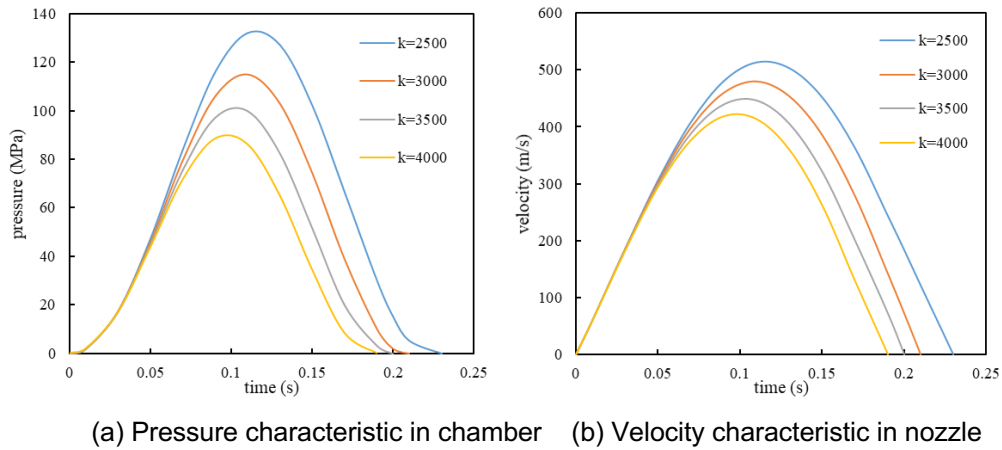 140
120
100
80
60
40
20
0
pressure (MPa)
k=2500
k=3000
k=3500
k=4000
0
0.05
0.1
0.15
0.2
0.25
time (s)
600
500
400
300
200
100
0
velocity (m/s)
k=2500
k=3000
k=3500
k=4000
0
0.05
0.1
0.15
0.2
0.25
time (s)
(a) Pressure characteristic in chamber
(b) Velocity characteristic in nozzle